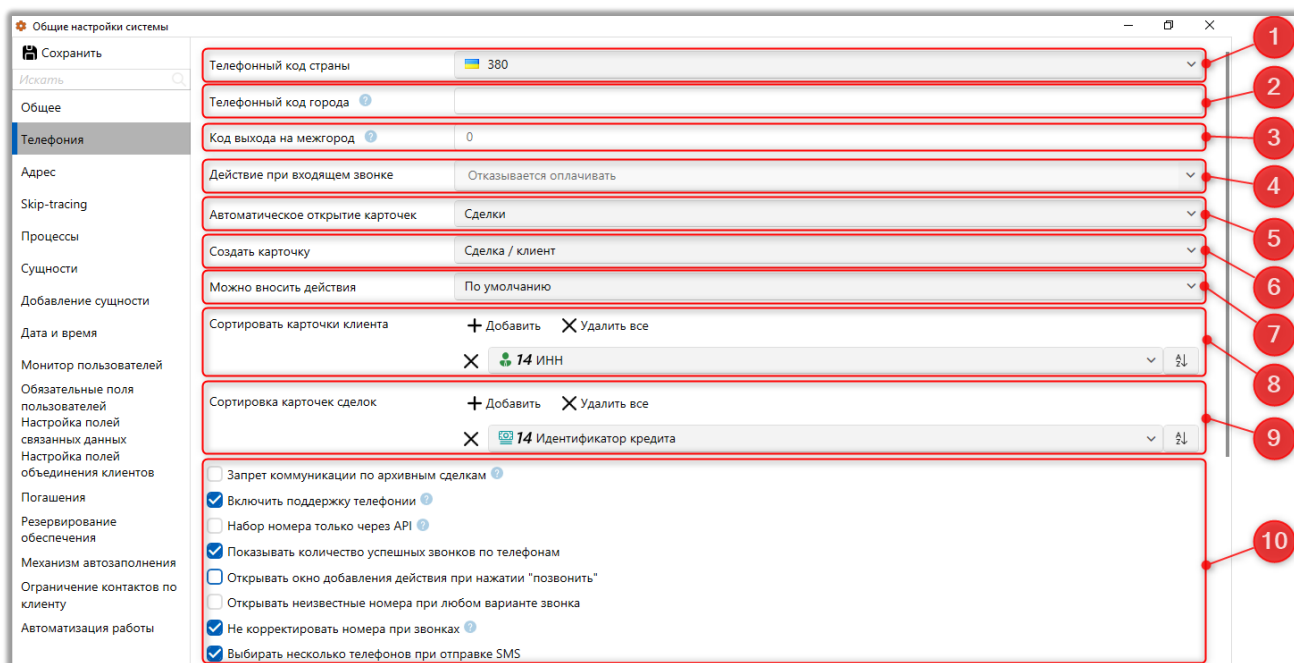 Общие настройки системы
Сохранить
Искать
Общее
Телефония
Адрес
Skip-tracing
Процессы
Сущности
Добавление сущности
Дата и время
Монитор пользователей
Обязательные поля
пользователей
Настройка полей
связанных данных
Настройка полей
объединения клиентов
Погашения
Резервирование
обеспечения
Механизм автозаполнения
Ограничение контактов по
клиенту
Автоматизация работы
Телефонный код страны 380
Телефонный код города ?
Код выхода на межгород ? 0
Действие при входящем звонке Отказывается оплачивать
Автоматическое открытие карточек Сделки
Создать карточку Сделка / клиент
Можно вносить действия По умолчанию
Сортировать карточки клиента Добавить Удалить все
14 ИНН A Z
Сортировка карточек сделок Добавить Удалить все
14 Идентификатор кредита A Z
Запрет коммуникации по архивным сделкам ?
Включить поддержку телефонии ?
Набор номера только через API ?
Показывать количество успешных звонков по телефонам
Открывать окно добавления действия при нажатии "позвонить"
Открывать неизвестные номера при любом варианте звонка
Не корректировать номера при звонках ?
Выбирать несколько телефонов при отправке SMS
1
2
3
4
5
6
7
8
9
10